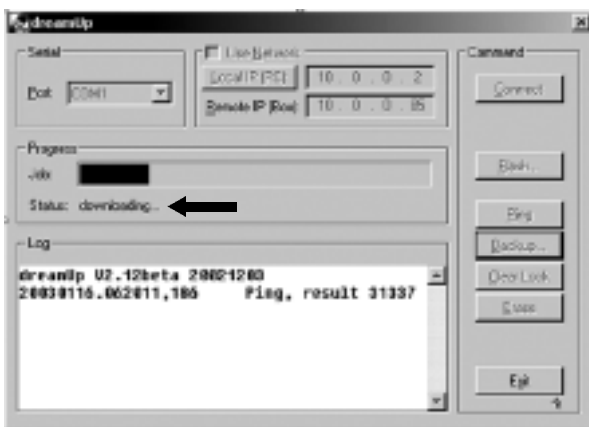 dreamUp
Serial
Port COM1
Use Network
Local IP (PC): 10 . 0 . 0 . 2
Remote IP (Box): 10 . 0 . 0 . 85
Progress
Job:
Status: downloading...
Log
dreamUp V2.12beta 20021203
20030116.062011,186 Ping, result 31337
Command
Connect
Flash...
Ping
Backup...
Erase
Exit